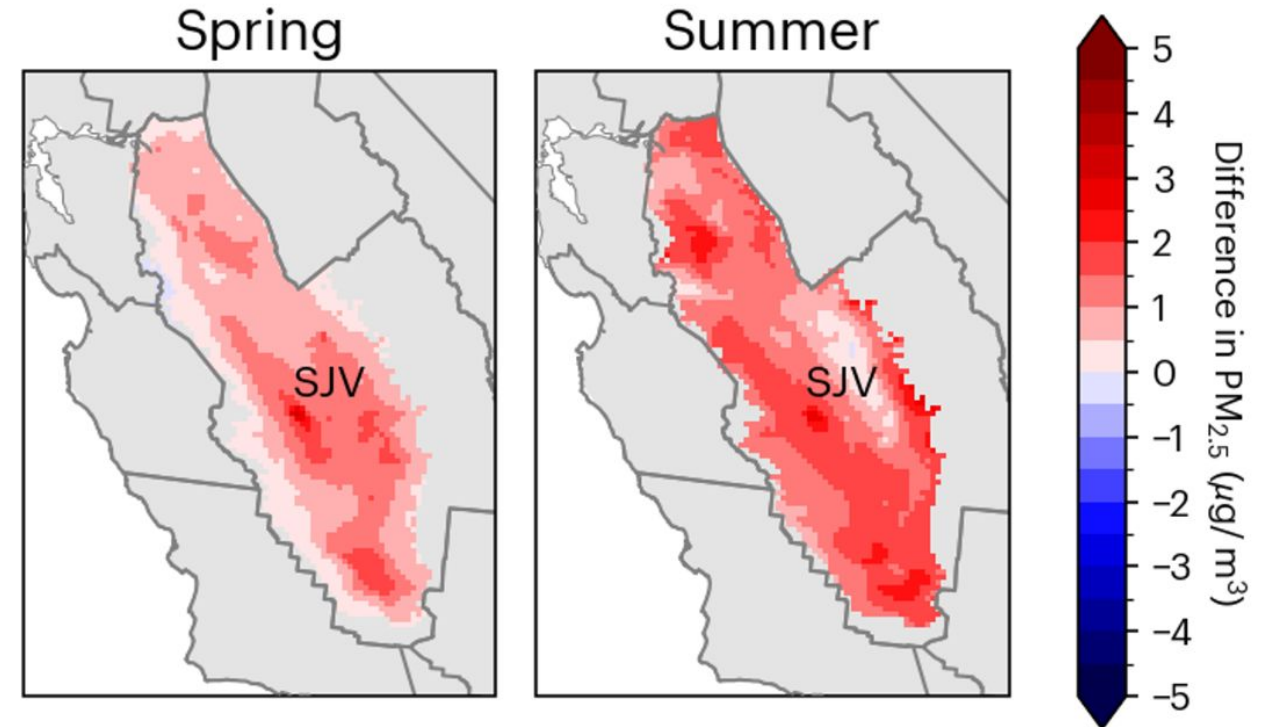 Spring
Summer
SJV
SJV
5
4
3
2
1
0
−1
−2
−3
−4
−5
Difference in PM2.5 (μg/ m³)